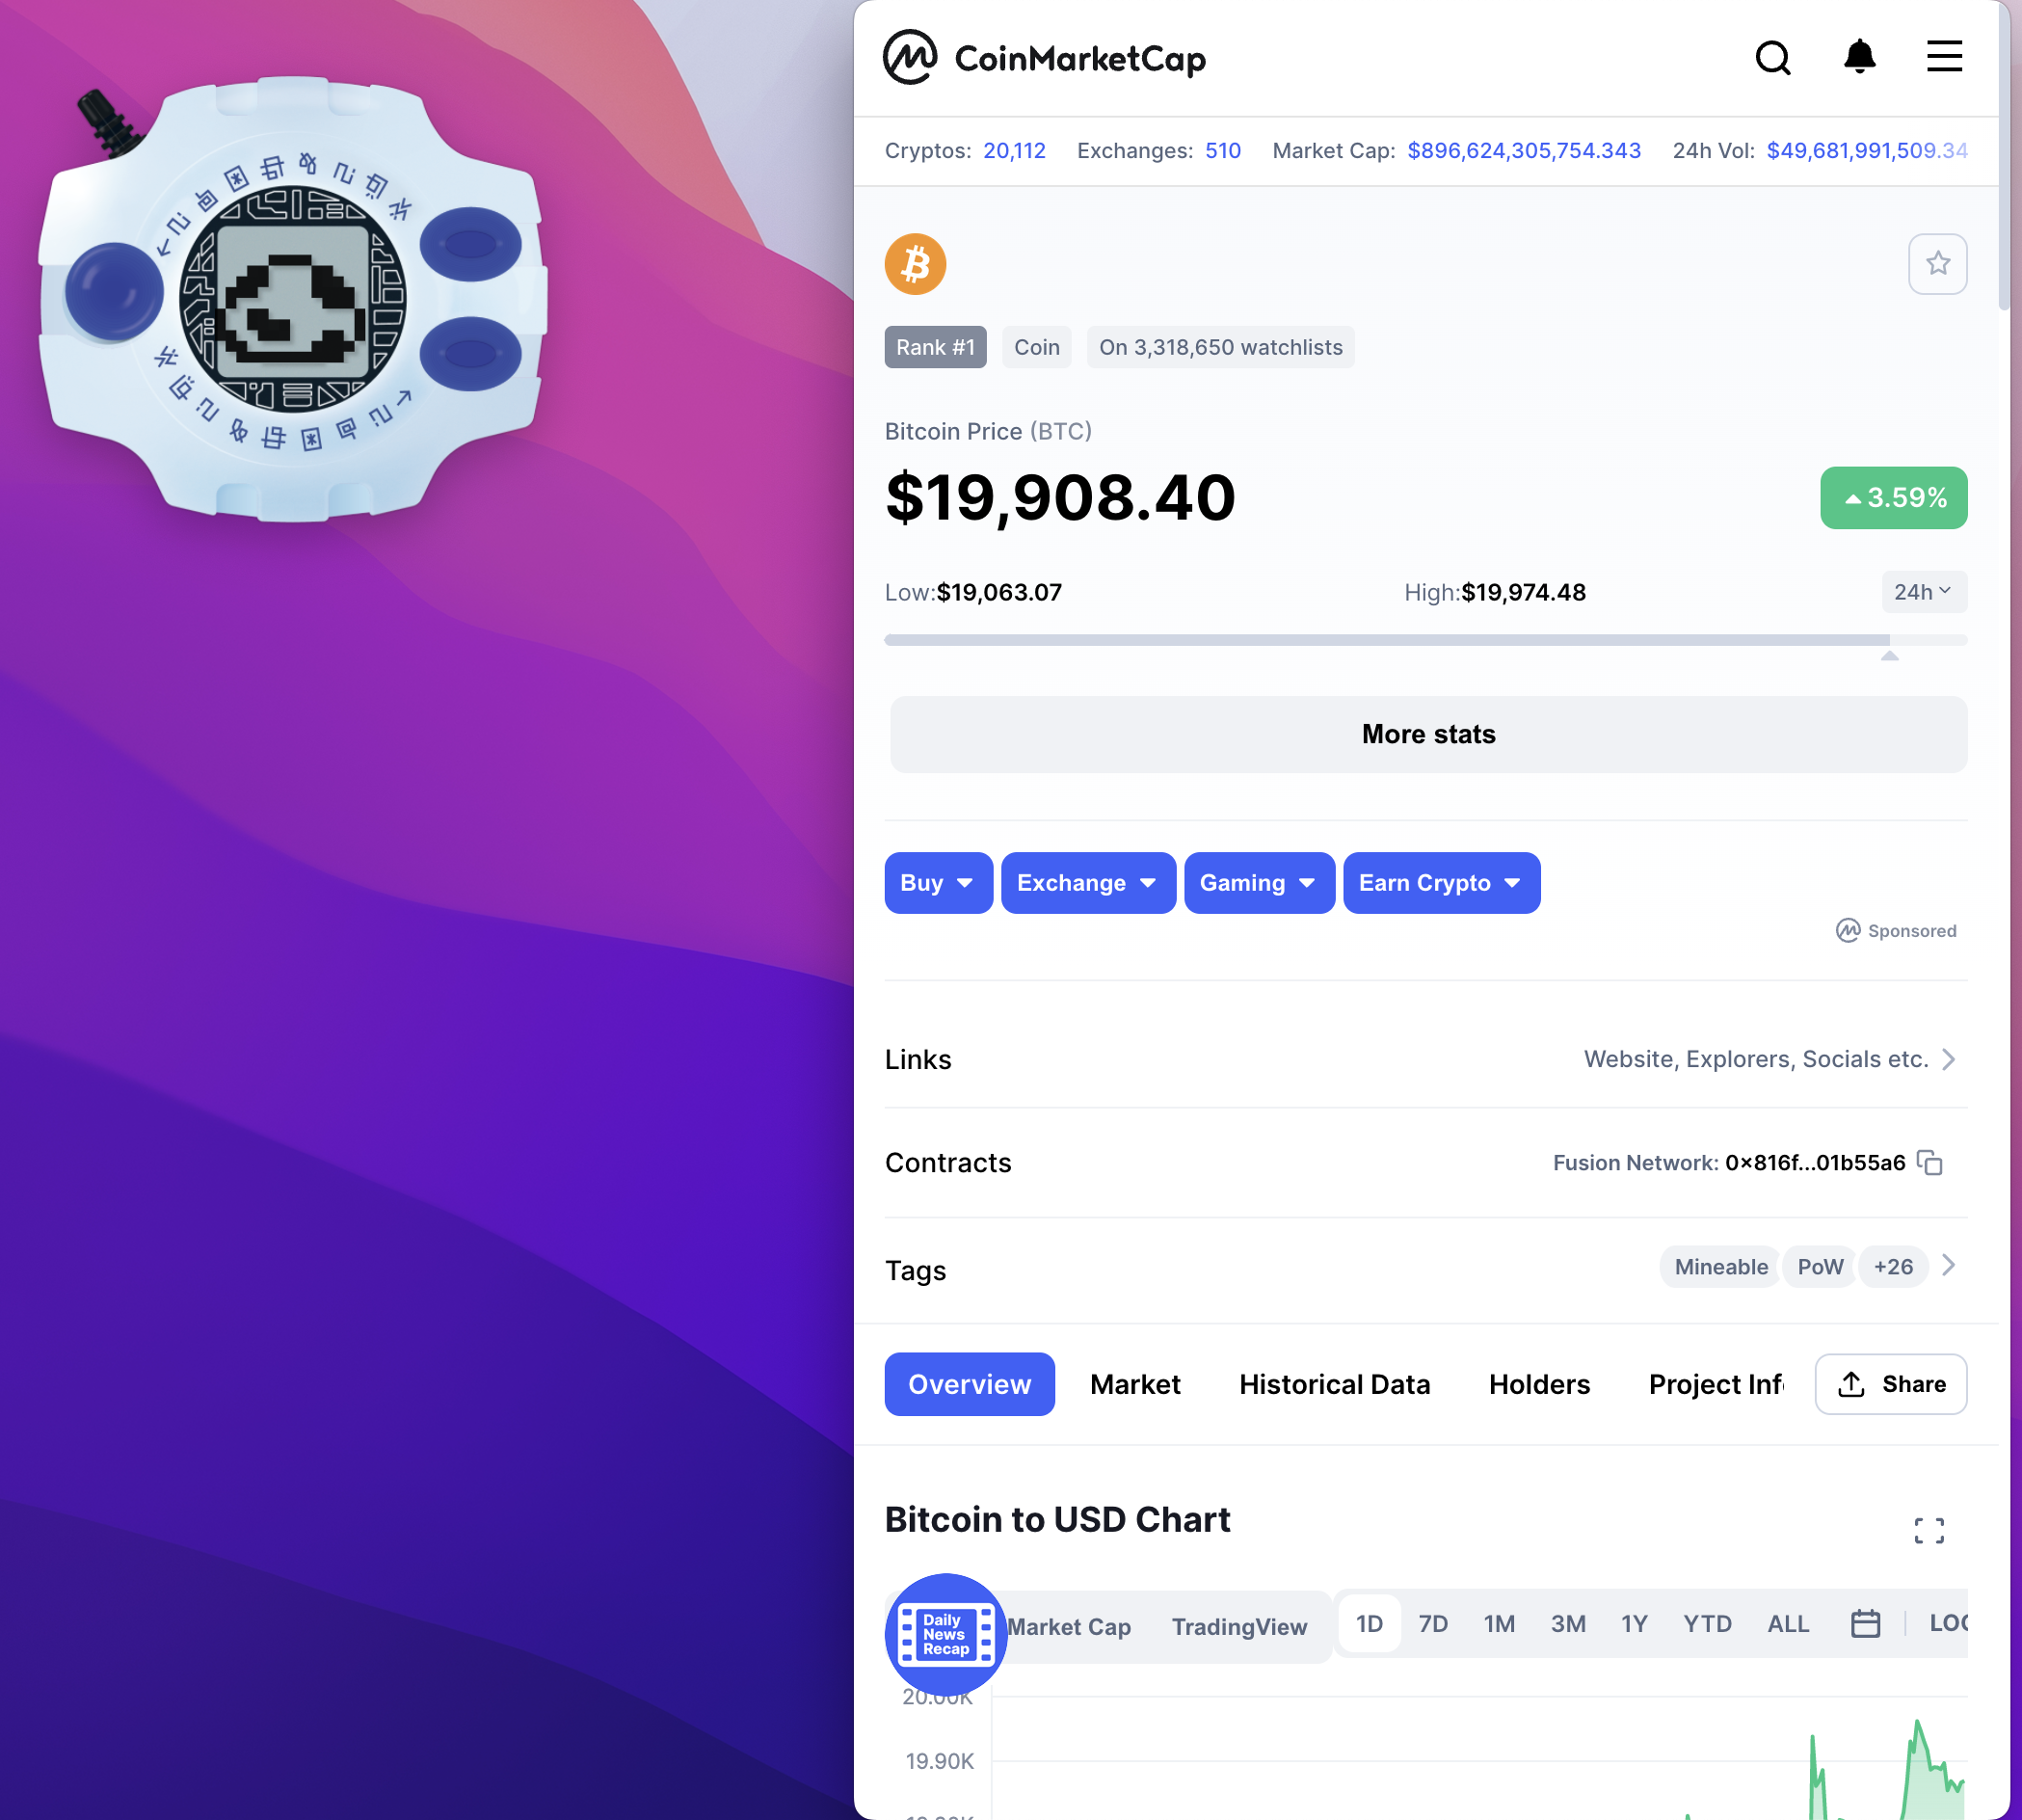 CoinMarketCap
Cryptos: 20,112 Exchanges: 510 Market Cap: $896,624,305,754.343 24h Vol: $49,681,991,509.34
Rank #1 Coin On 3,318,650 watchlists
Bitcoin Price (BTC)
$19,908.40 3.59%
Low:$19,063.07 High:$19,974.48 24h
More stats
Buy Exchange Gaming Earn Crypto
Sponsored
Links Website, Explorers, Socials etc.
Contracts Fusion Network: 0x816f...01b55a6
Tags Mineable PoW +26
Overview Market Historical Data Holders Project Inf Share
Bitcoin to USD Chart
Daily
News
Recap
Market Cap TradingView 1D 7D 1M 3M 1Y YTD ALL
20.00K
19.90K